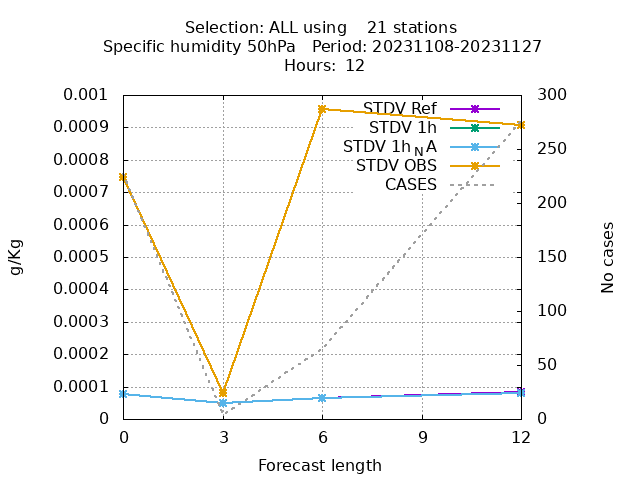 Selection: ALL using    21 stations
Specific humidity 50hPa   Period: 20231108-20231127
Hours: 12
0.001
0.0009
0.0008
0.0007
0.0006
0.0005
0.0004
0.0003
0.0002
0.0001
0
300
250
200
150
100
50
0
STDV Ref
STDV 1h
STDV 1h_NA
STDV OBS
CASES
g/Kg
No cases
0 3 6 9 12
Forecast length